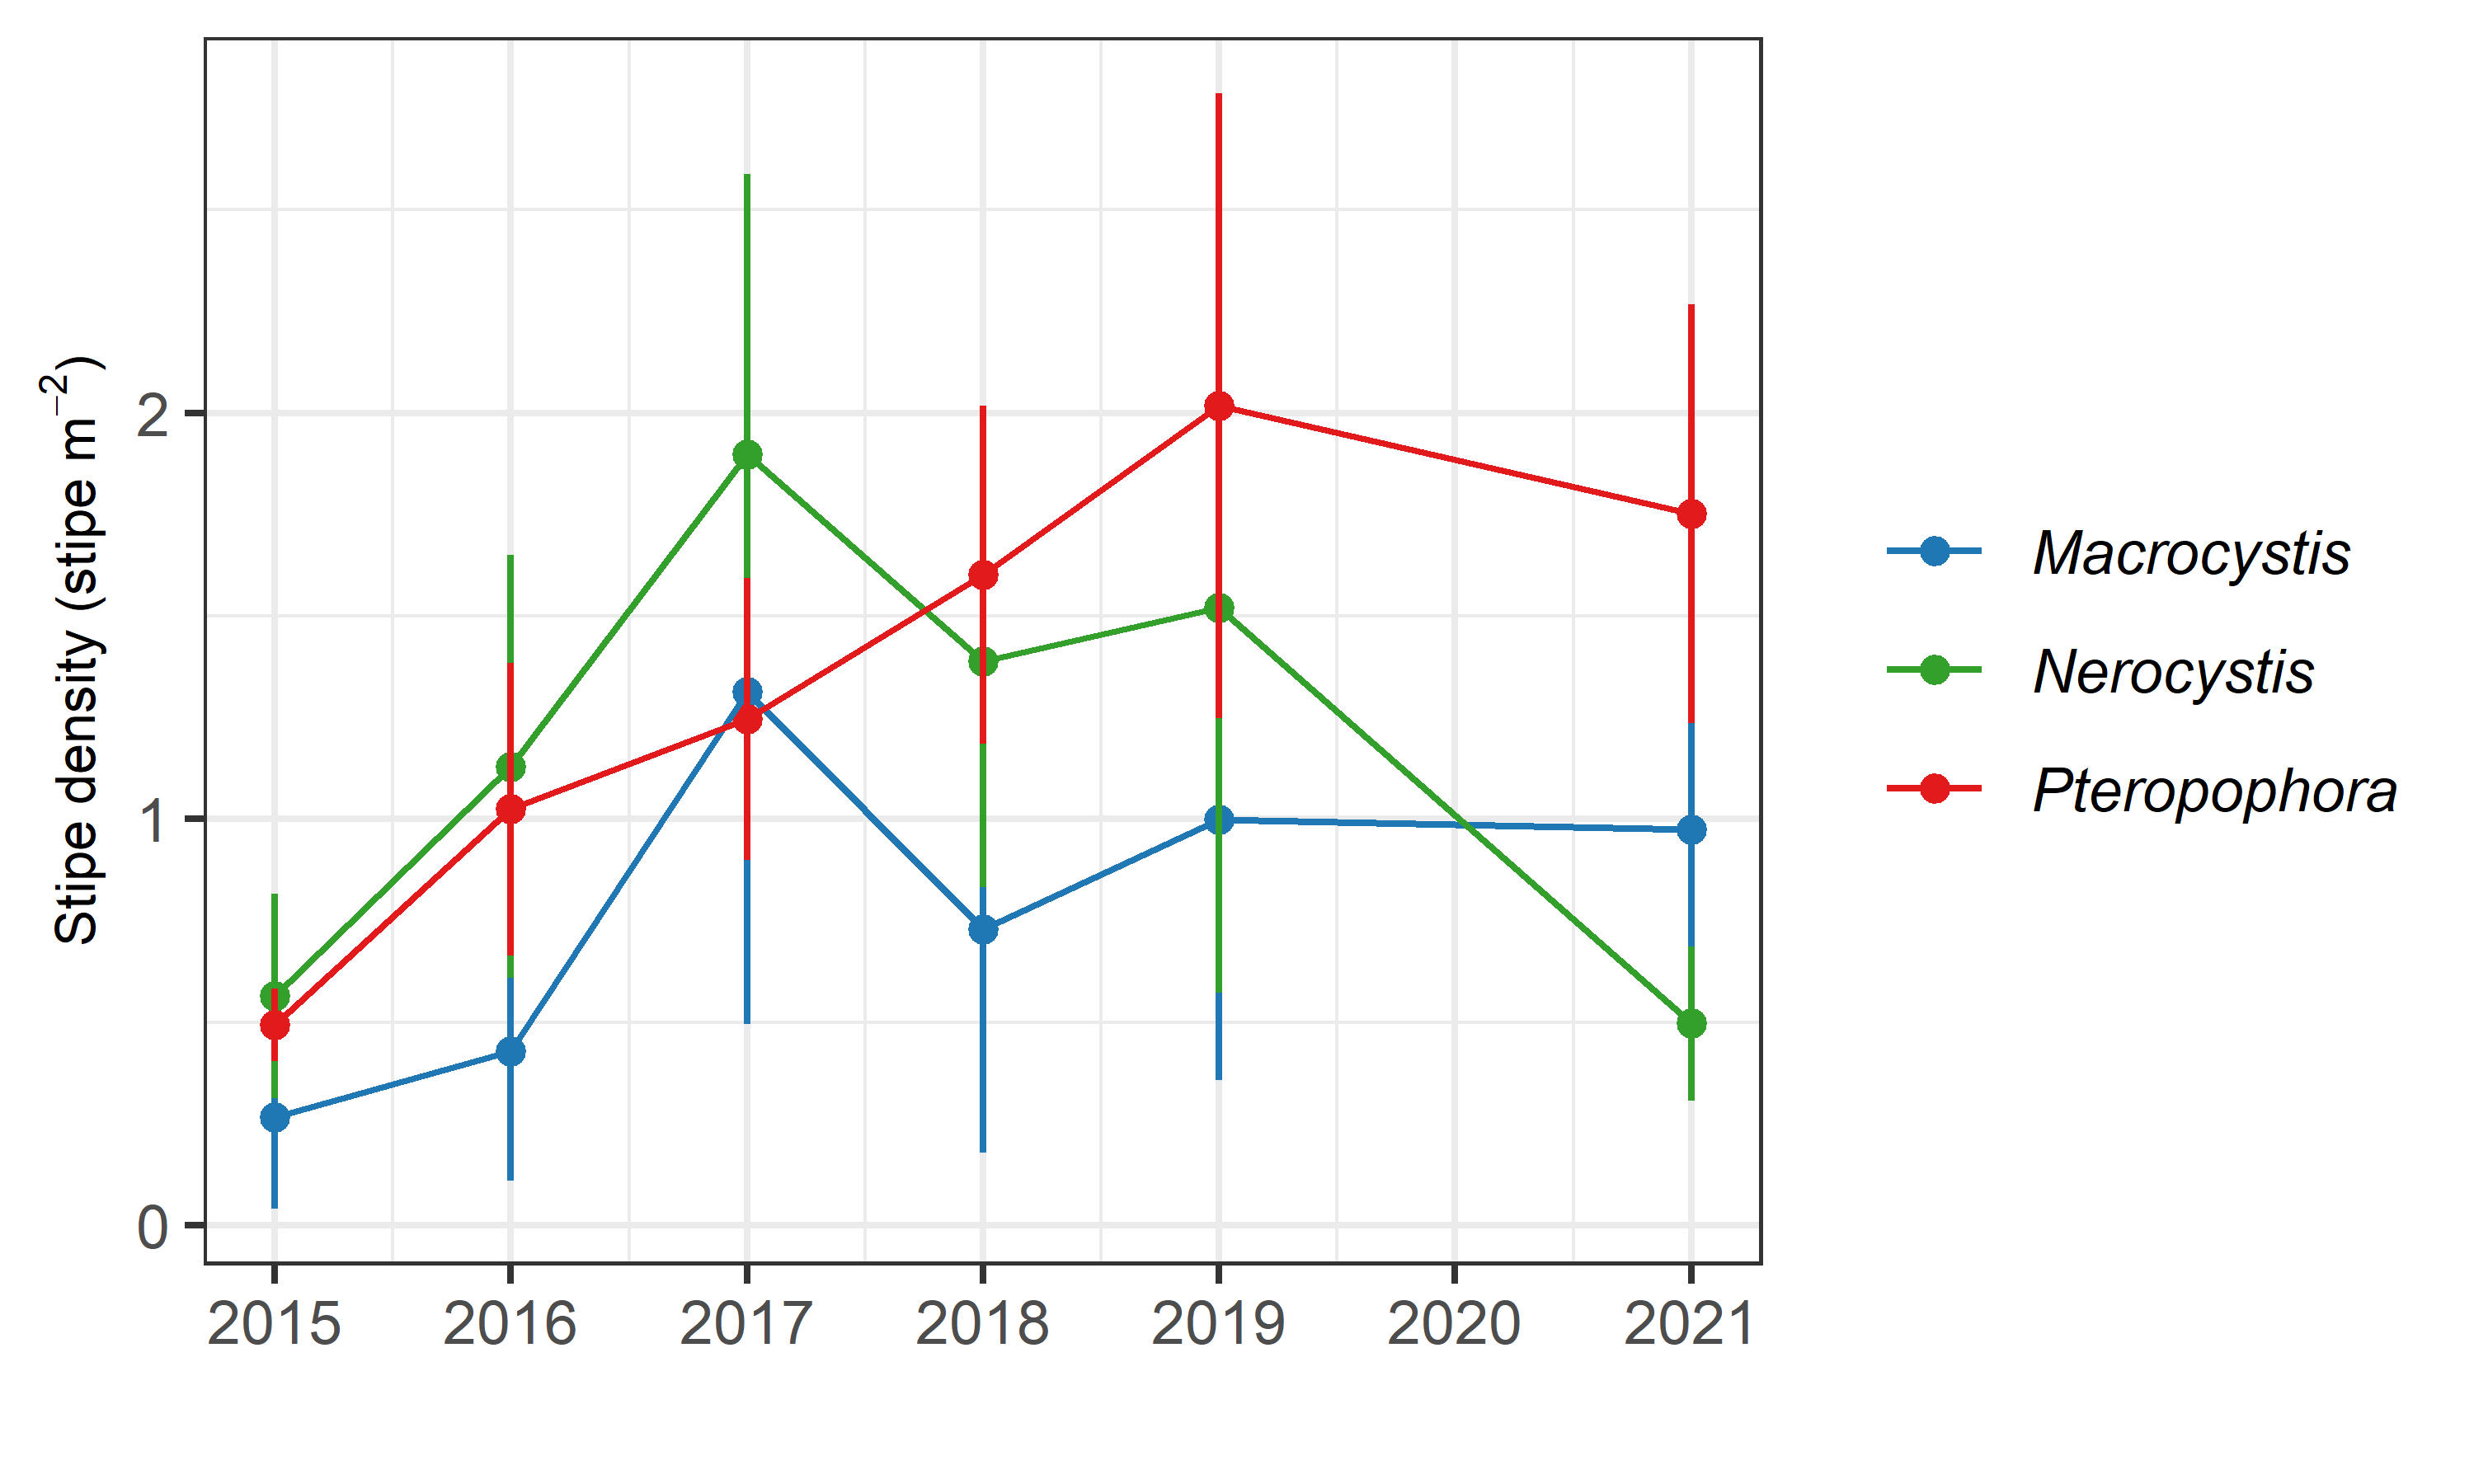 Stipe density (stipe m⁻²)
2
1
0
2015 2016 2017 2018 2019 2020 2021
Macrocystis
Nerocystis
Pteropophora